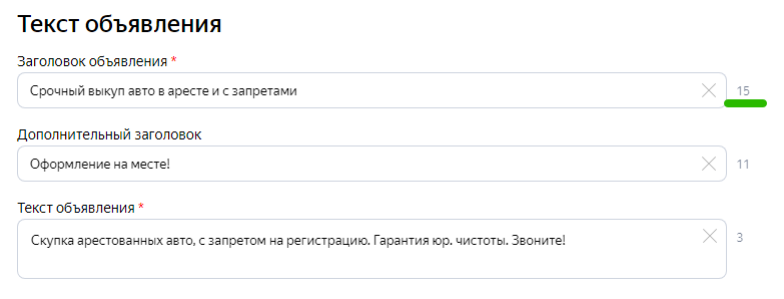 Текст объявления
Заголовок объявления *
Срочный выкуп авто в аресте и с запретами
15
Дополнительный заголовок
Оформление на месте!
11
Текст объявления *
Скупка арестованных авто, с запретом на регистрацию. Гарантия юр. чистоты. Звоните!
3